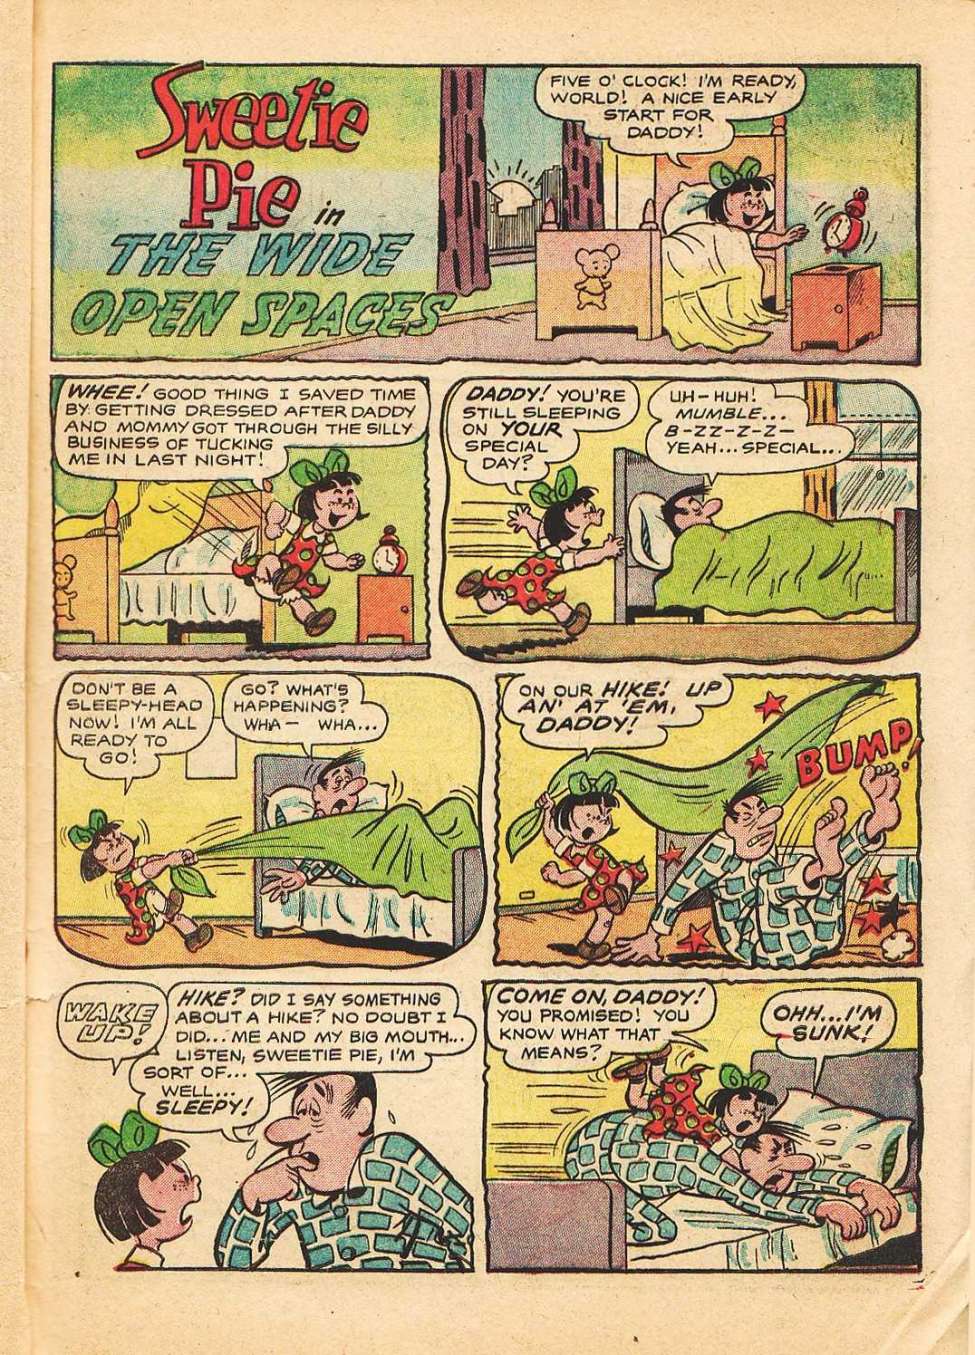 Sweetie
Pie in
THE WIDE
OPEN SPACES
FIVE O' CLOCK! I'M READY,
WORLD! A NICE EARLY
START FOR
DADDY!
WHEE! GOOD THING I SAVED TIME
BY GETTING DRESSED AFTER DADDY
AND MOMMY GOT THROUGH THE SILLY
BUSINESS OF TUCKING
ME IN LAST NIGHT!
DADDY! YOU'RE
STILL SLEEPING
ON YOUR
SPECIAL
DAY?
UH-HUH!
MUMBLE...
B-ZZ-Z-Z-
YEAH...SPECIAL...
DON'T BE A
SLEEPY-HEAD
NOW! I'M ALL
READY TO
GO!
GO? WHAT'S
HAPPENING?
WHA- WHA...
ON OUR HIKE! UP
AN' AT 'EM,
DADDY!
BUMP!
WAKE
UP!
HIKE? DID I SAY SOMETHING
ABOUT A HIKE? NO DOUBT I
DID...ME AND MY BIG MOUTH...
LISTEN, SWEETIE PIE, I'M
SORT OF...
WELL...
SLEEPY!
COME ON, DADDY!
YOU PROMISED! YOU
KNOW WHAT THAT
MEANS?
OHH...I'M
SUNK!